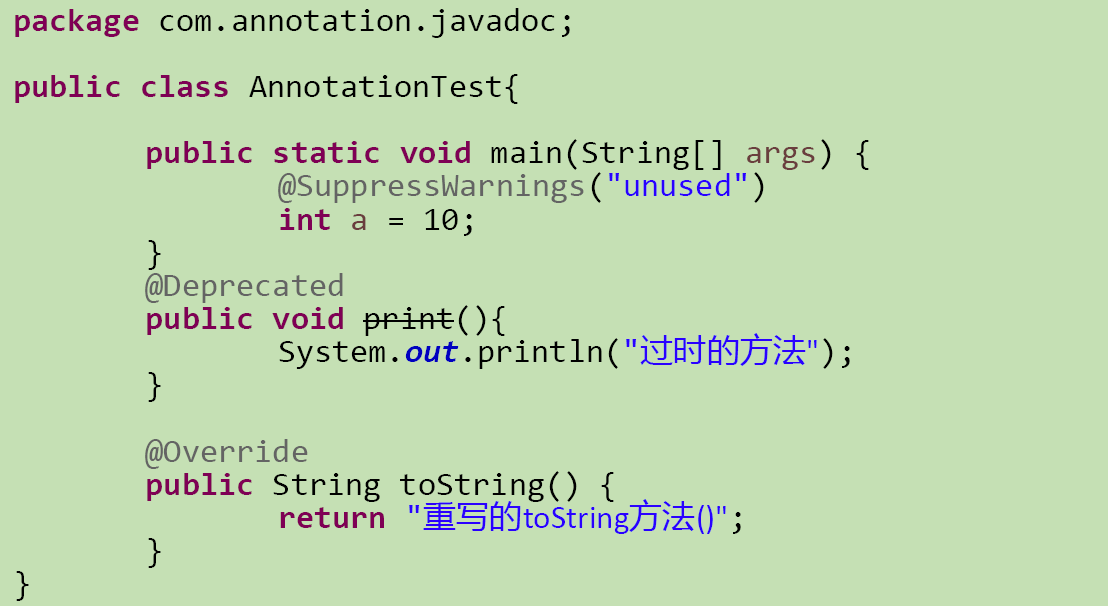 package com.annotation.javadoc;
public class AnnotationTest{
public static void main(String[] args) {
@SuppressWarnings("unused")
int a = 10;
}
@Deprecated
public void print(){
System.out.println("过时的方法");
}
@Override
public String toString() {
return "重写的toString方法()";
}
}